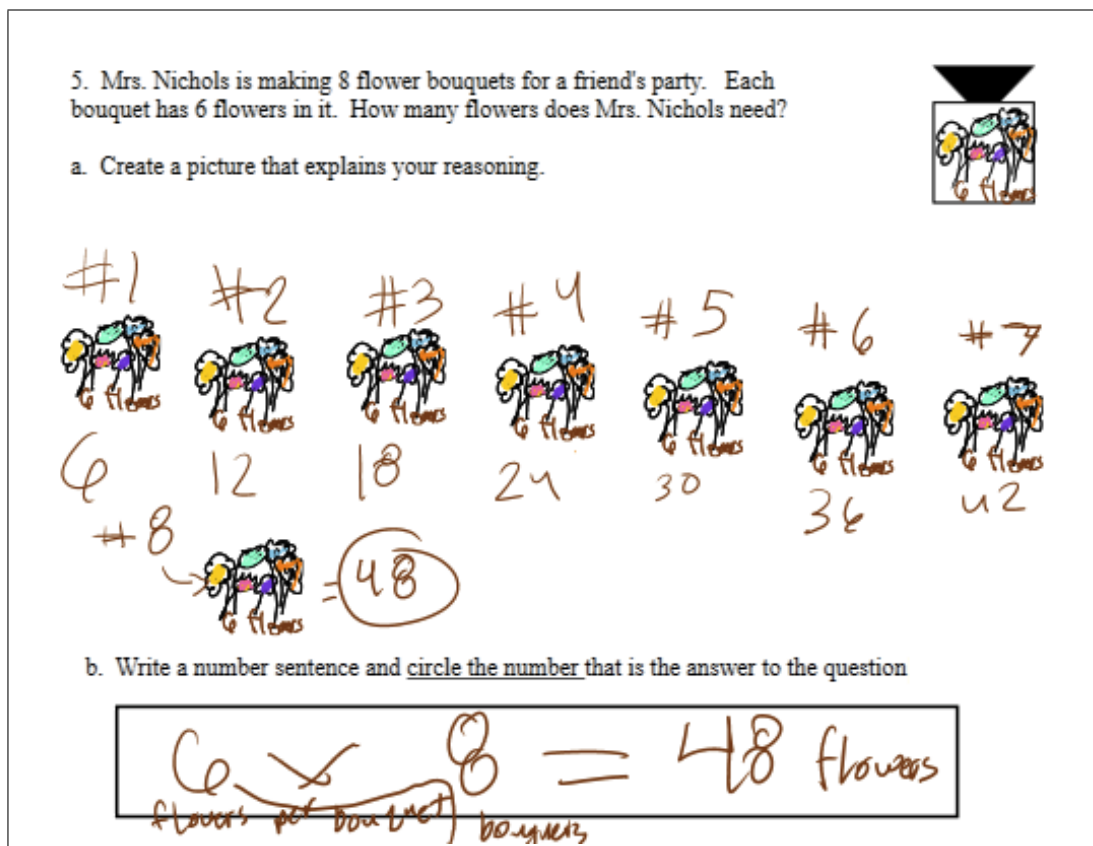 5. Mrs. Nichols is making 8 flower bouquets for a friend's party. Each
bouquet has 6 flowers in it. How many flowers does Mrs. Nichols need?
a. Create a picture that explains your reasoning.
6 flowers
#1 #2 #3 #4 #5 #6 #7
6 flowers 6 flowers 6 flowers 6 flowers 6 flowers 6 flowers 6 flowers
6 12 18 24 30 36 42
#8
= 48
6 flowers
b. Write a number sentence and circle the number that is the answer to the question
6 x 8 = 48 flowers
flowers per bouquet bouquets